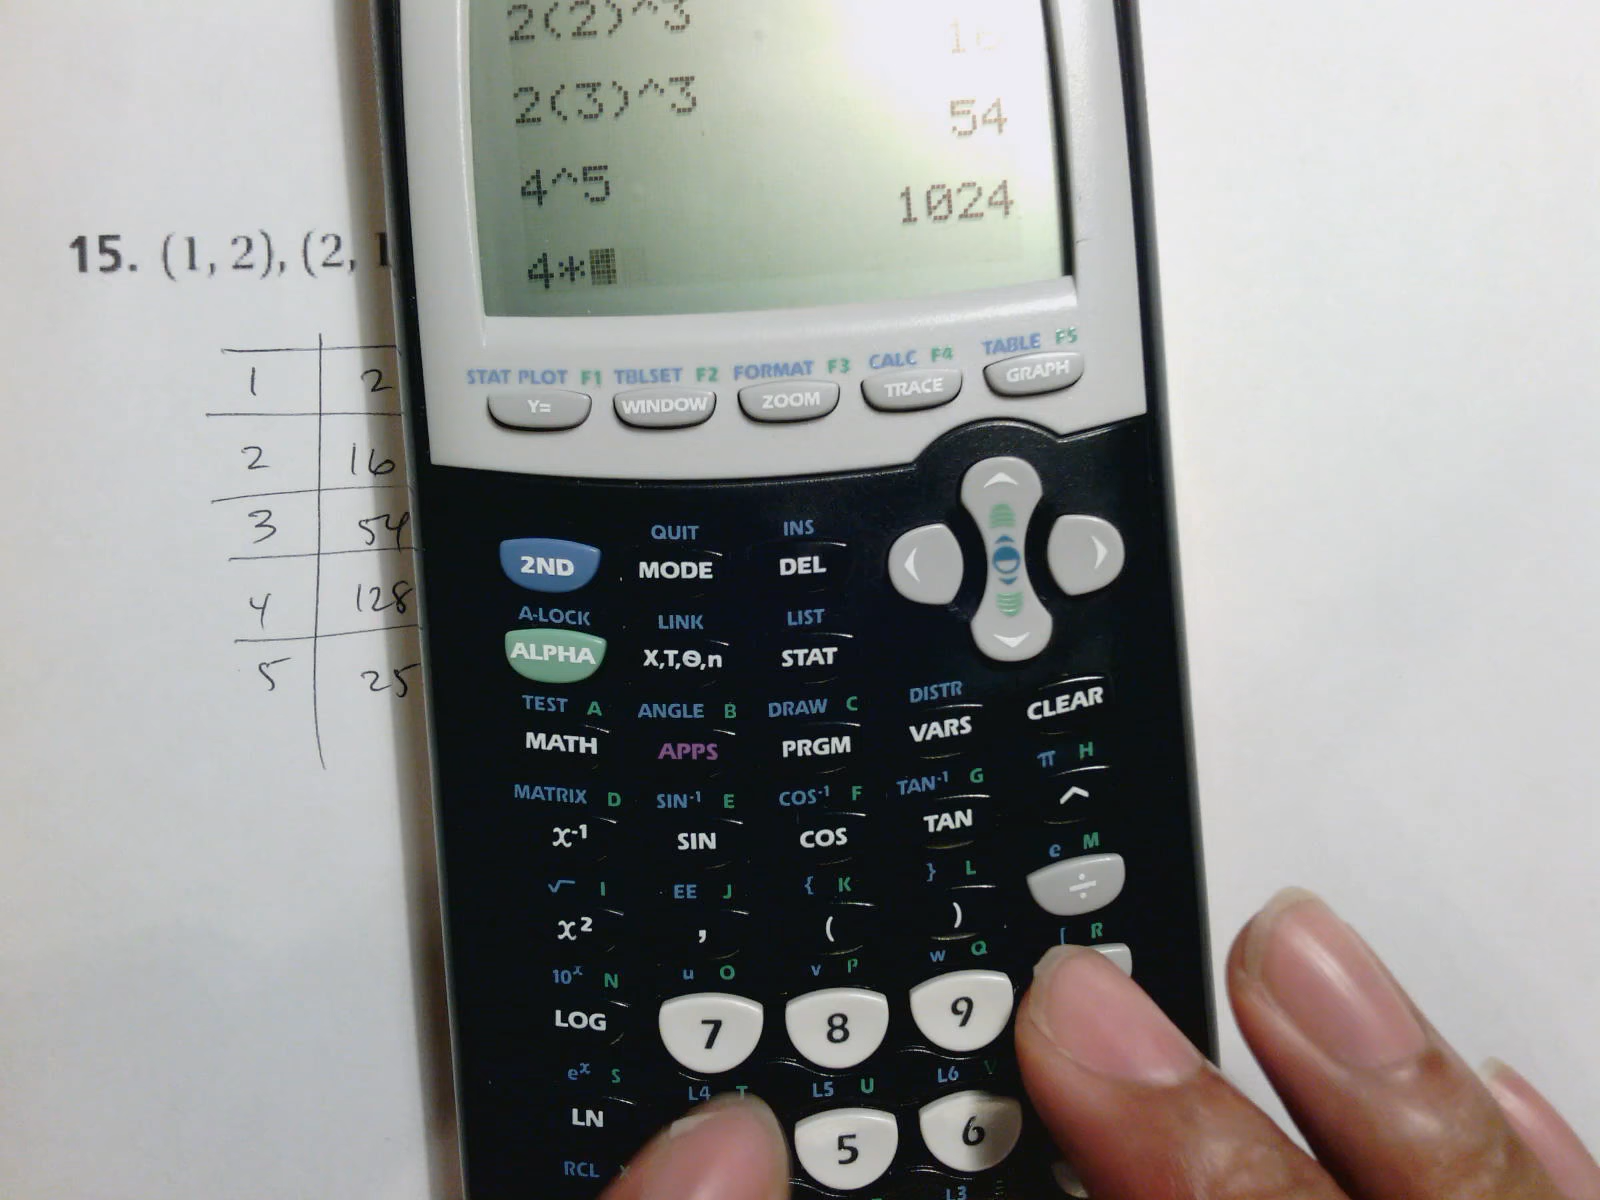 2(2)^3
16
2(3)^3
54
4^5
1024
4*
15. (1, 2), (2, 1
1 2
2 16
3 54
4 128
5 25
STAT PLOT F1 TBLSET F2 FORMAT F3 CALC F4 TABLE F5
Y= WINDOW ZOOM TRACE GRAPH
QUIT INS
2ND MODE DEL
A-LOCK LINK LIST
ALPHA X,T,Θ,n STAT
TEST A ANGLE B DRAW C DISTR
MATH APPS PRGM VARS CLEAR
MATRIX D SIN-1 E COS-1 F TAN-1 G π H
x-1 SIN COS TAN ^
√ I EE J { K } L e M
x² , ( ) ÷
10x N u O v P w Q [ R
LOG 7 8 9
ex S L4 T L5 U L6 V
LN 5 6
RCL X L3